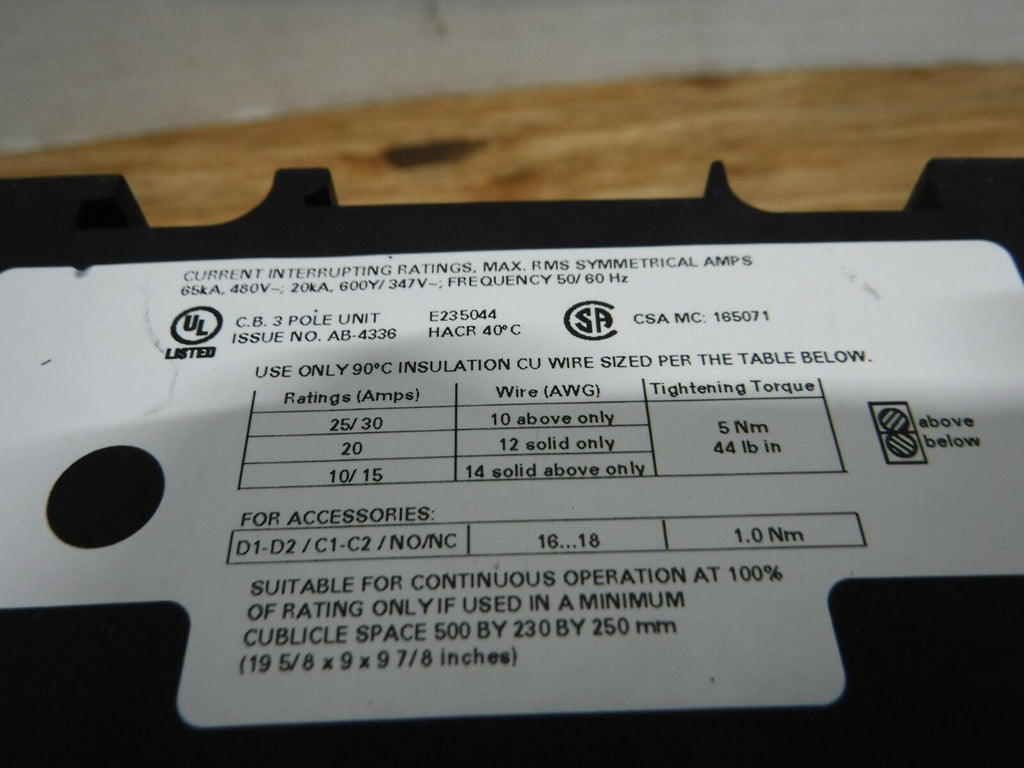 CURRENT INTERRUPTING RATINGS, MAX. RMS SYMMETRICAL AMPS
65kA, 480V~; 20kA, 600Y/347V~; FREQUENCY 50/60 Hz
UL LISTED
C.B. 3 POLE UNIT E235044
ISSUE NO. AB-4336 HACR 40°C
SA CSA MC: 165071
USE ONLY 90°C INSULATION CU WIRE SIZED PER THE TABLE BELOW.
Ratings (Amps) Wire (AWG) Tightening Torque
25/30 10 above only 5 Nm
20 12 solid only 44 lb in
10/15 14 solid above only
above
below
FOR ACCESSORIES:
D1-D2 / C1-C2 / NO/NC 16...18 1.0 Nm
SUITABLE FOR CONTINUOUS OPERATION AT 100%
OF RATING ONLY IF USED IN A MINIMUM
CUBLICLE SPACE 500 BY 230 BY 250 mm
(19 5/8 x 9 x 9 7/8 inches)